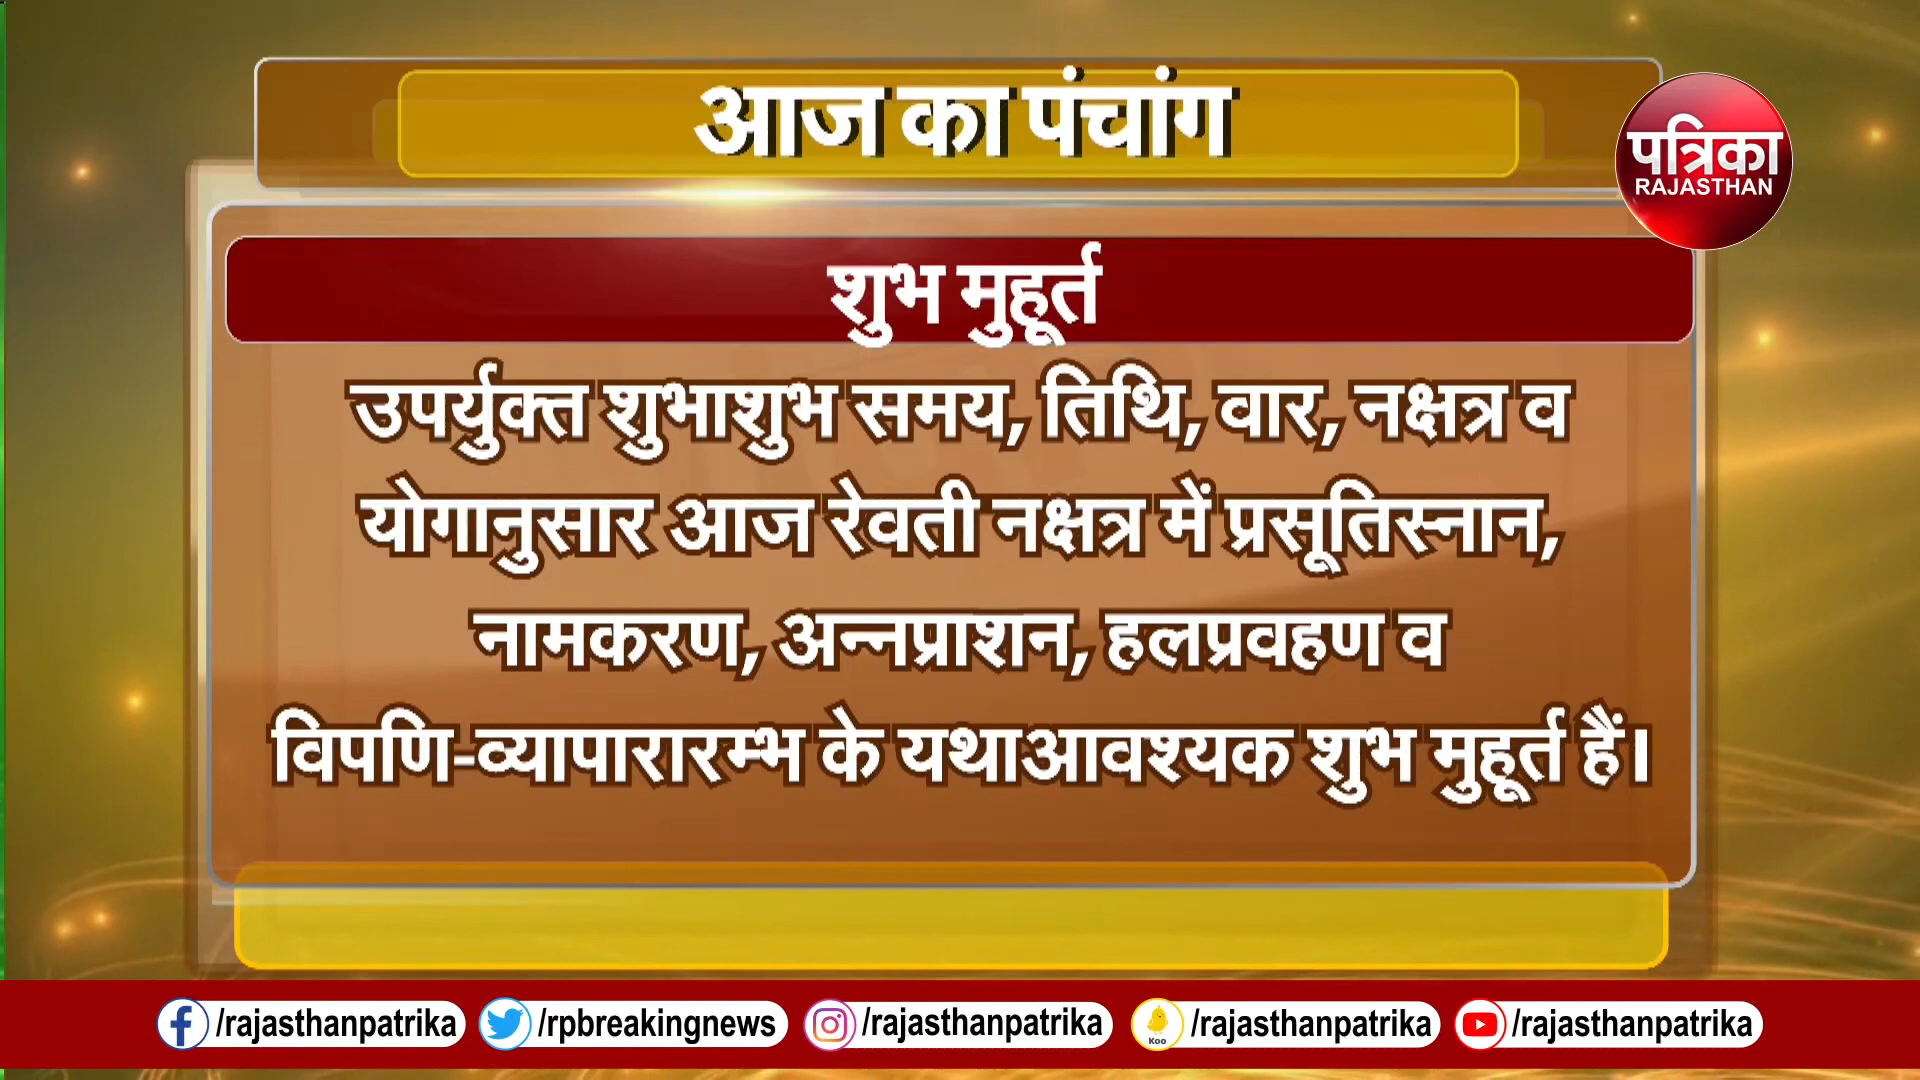 आज का पंचांग
पत्रिका
RAJASTHAN
शुभ मुहूर्त
उपर्युक्त शुभाशुभ समय, तिथि, वार, नक्षत्र व
योगानुसार आज रेवती नक्षत्र में प्रसूतिस्नान,
नामकरण, अन्नप्राशन, हलप्रवहण व
विपणि-व्यापारारम्भ के यथाआवश्यक शुभ मुहूर्त हैं।
/rajasthanpatrika /rpbreakingnews /rajasthanpatrika Koo /rajasthanpatrika /rajasthanpatrika